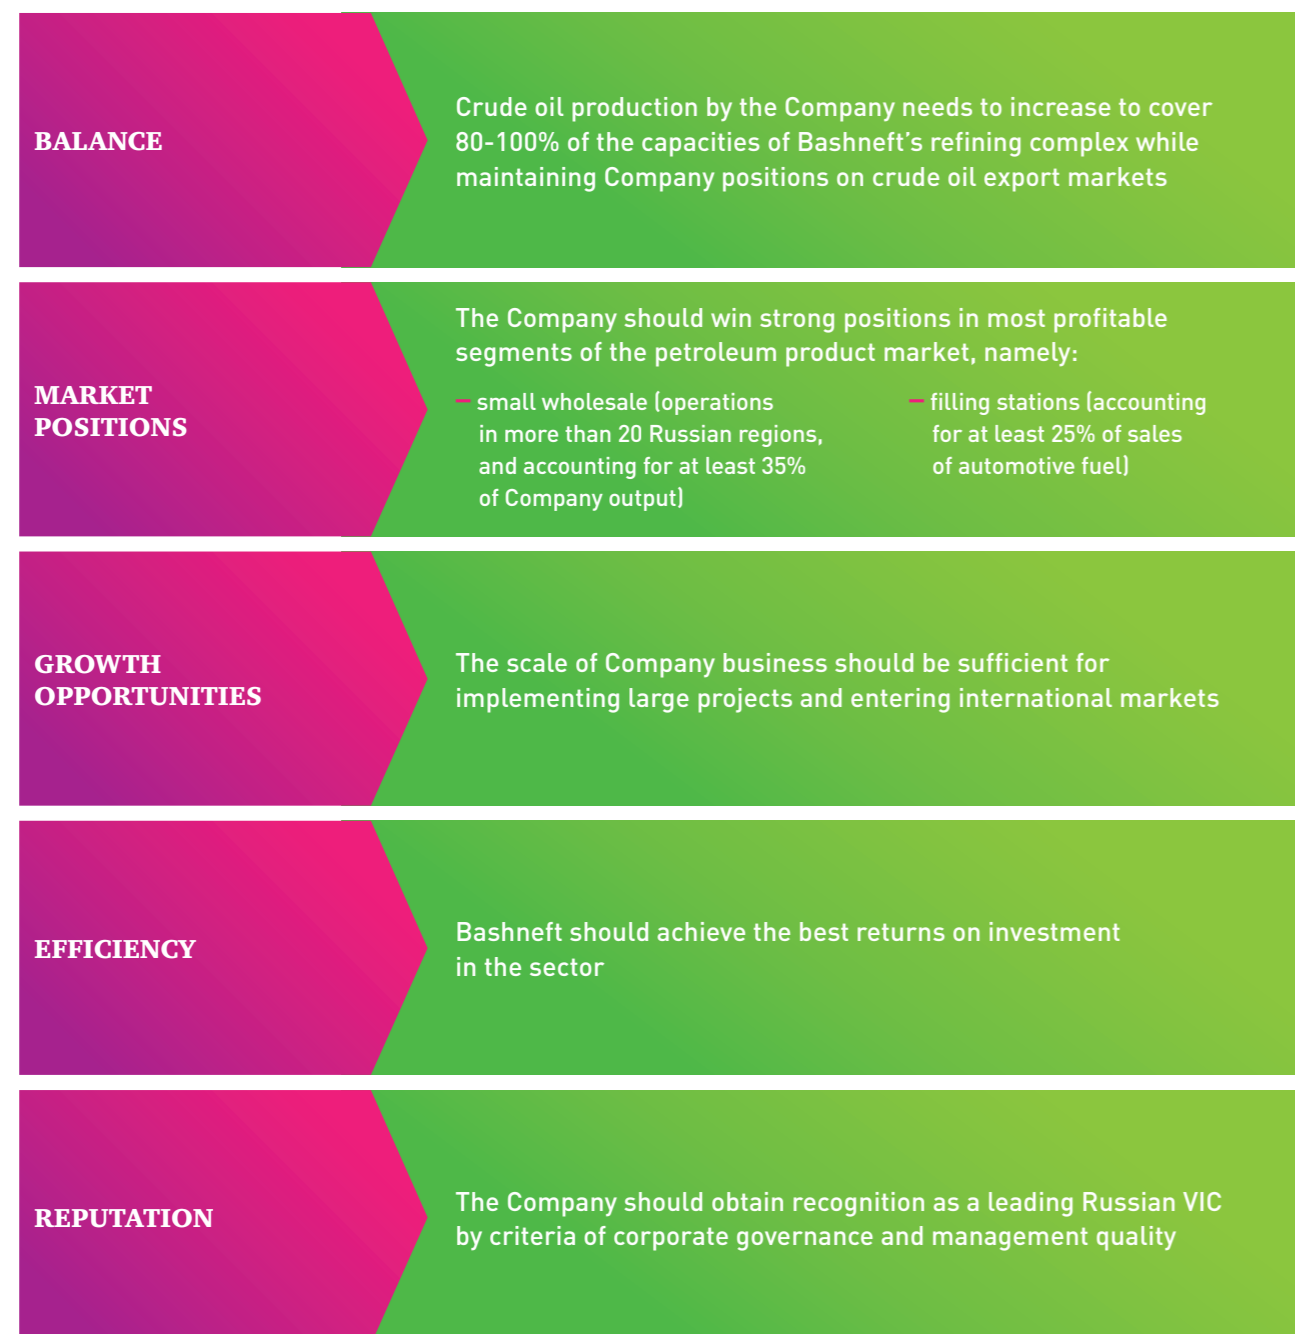 BALANCE
Crude oil production by the Company needs to increase to cover
80-100% of the capacities of Bashneft’s refining complex while
maintaining Company positions on crude oil export markets
MARKET
POSITIONS
The Company should win strong positions in most profitable
segments of the petroleum product market, namely:
– small wholesale (operations
in more than 20 Russian regions,
and accounting for at least 35%
of Company output)
– filling stations (accounting
for at least 25% of sales
of automotive fuel)
GROWTH
OPPORTUNITIES
The scale of Company business should be sufficient for
implementing large projects and entering international markets
EFFICIENCY
Bashneft should achieve the best returns on investment
in the sector
REPUTATION
The Company should obtain recognition as a leading Russian VIC
by criteria of corporate governance and management quality